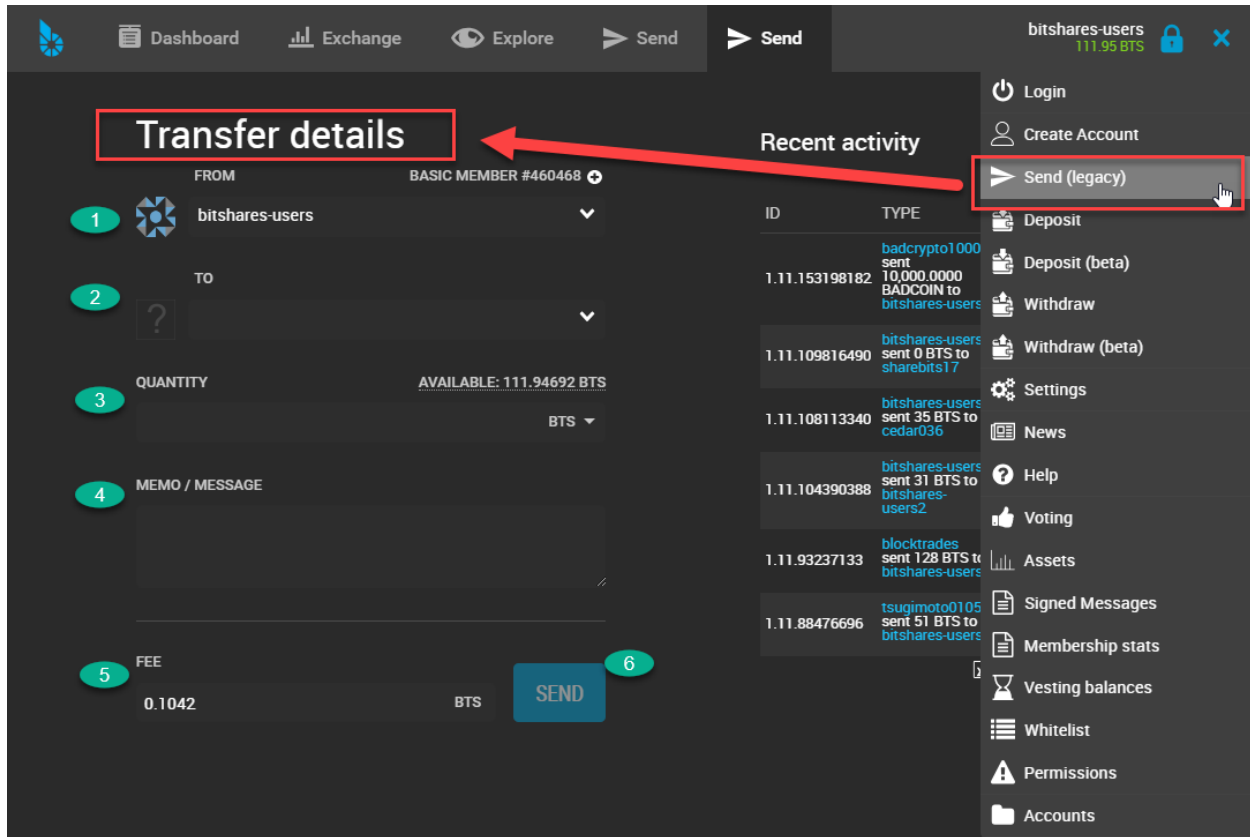 Dashboard
Exchange
Explore
Send
Send
bitshares-users
111.95 BTS
Transfer details
FROM
BASIC MEMBER #460468
1
bitshares-users
2
TO
?
QUANTITY
AVAILABLE: 111.94692 BTS
3
BTS
4
MEMO / MESSAGE
5
FEE
0.1042
BTS
6
SEND
Recent activity
ID
TYPE
1.11.153198182
badcrypto1000
sent
10,000.0000
BADCOIN to
bitshares-users
1.11.109816490
bitshares-users
sent 0 BTS to
sharebits17
1.11.108113340
bitshares-users
sent 35 BTS to
cedar036
1.11.104390388
bitshares-users
sent 31 BTS to
bitshares-
users2
1.11.93237133
blocktrades
sent 128 BTS to
bitshares-users
1.11.88476696
tsugimoto0105
sent 51 BTS to
bitshares-users
Login
Create Account
Send (legacy)
Deposit
Deposit (beta)
Withdraw
Withdraw (beta)
Settings
News
Help
Voting
Assets
Signed Messages
Membership stats
Vesting balances
Whitelist
Permissions
Accounts